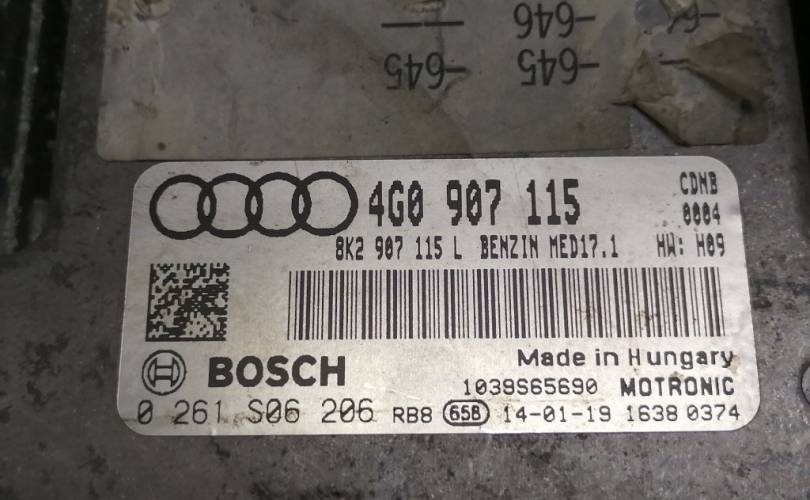 -646
-645 -645
4G0 907 115
CDNB
0004
8K2 907 115 L BENZIN MED17.1 HW: H09
BOSCH
Made in Hungary
1039S65690 MOTRONIC
0 261 S06 206 RB8 65B 14-01-19 1638 0374